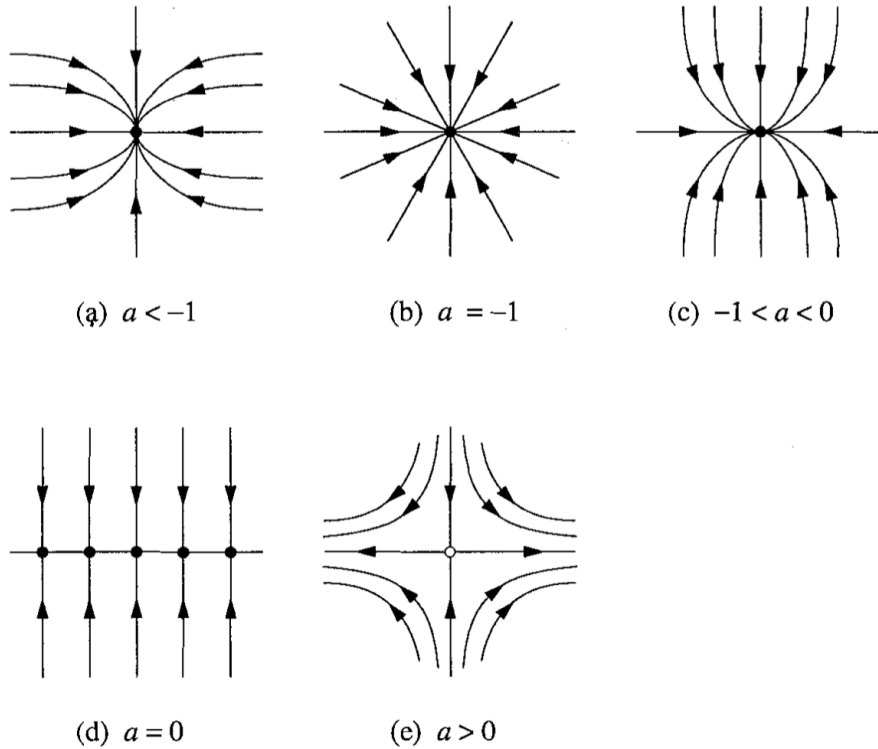 (a) a < −1
(b) a = −1
(c) −1 < a < 0
(d) a = 0
(e) a > 0